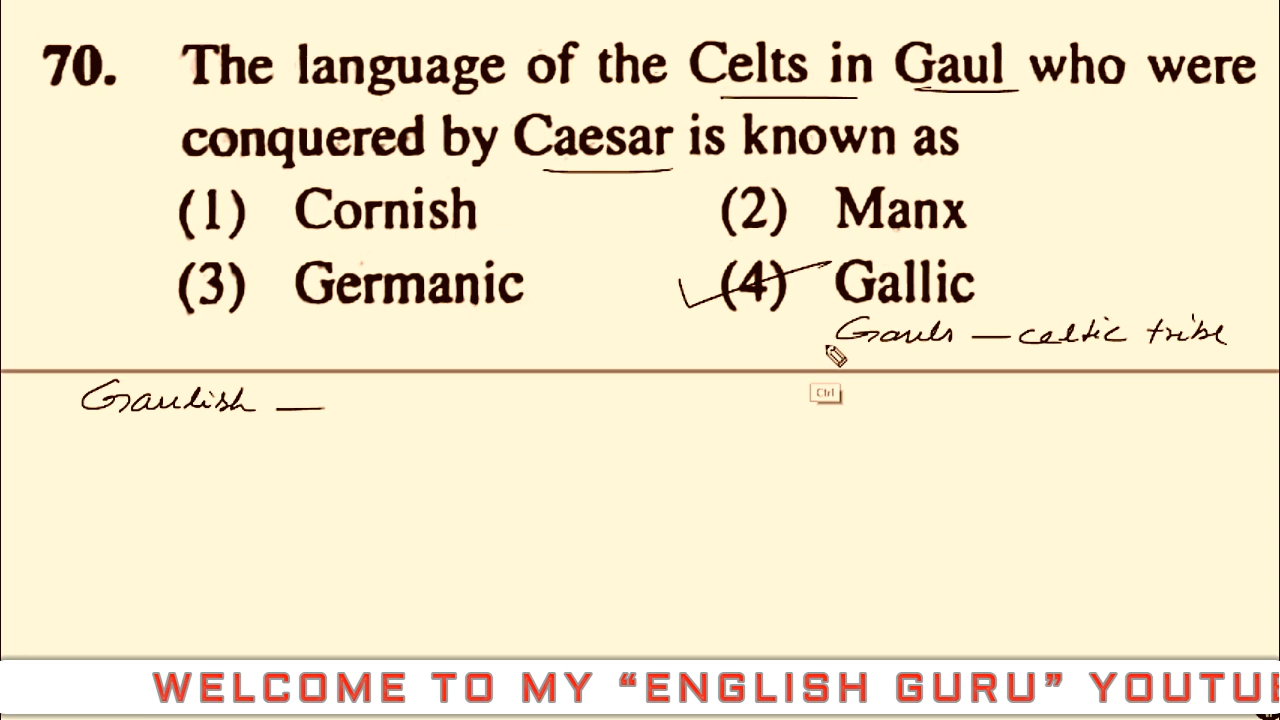 70. The language of the Celts in Gaul who were
conquered by Caesar is known as
(1) Cornish (2) Manx
(3) Germanic (4) Gallic
Gauls — celtic tribe
Ctrl
Gaulish —
WELCOME TO MY “ENGLISH GURU” YOUTUBE